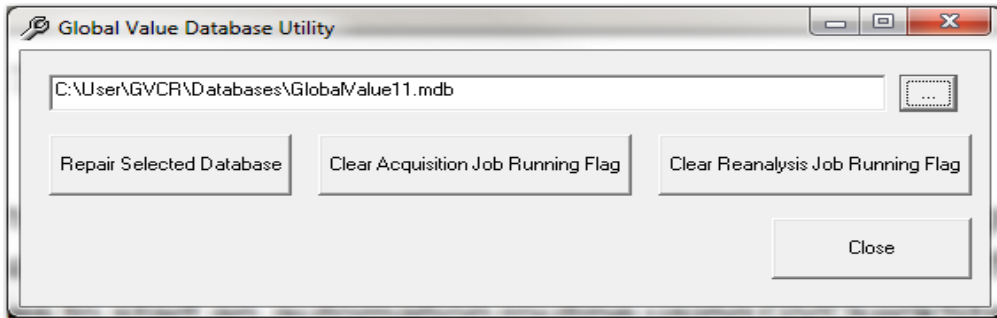 Global Value Database Utility
C:\User\GVCR\Databases\GlobalValue11.mdb
...
Repair Selected Database
Clear Acquisition Job Running Flag
Clear Reanalysis Job Running Flag
Close